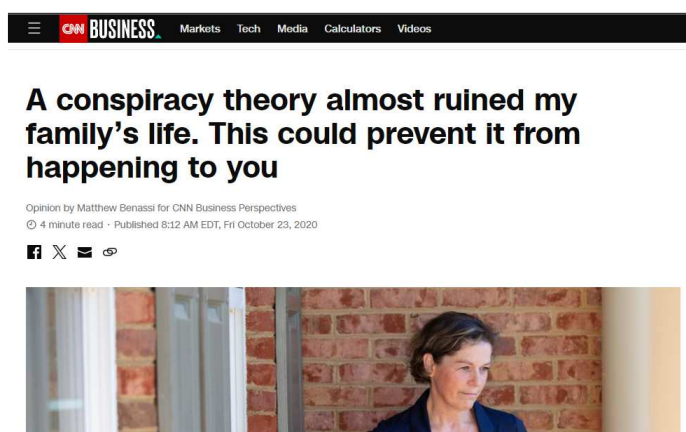 CNN BUSINESS Markets Tech Media Calculators Videos
A conspiracy theory almost ruined my
family’s life. This could prevent it from
happening to you
Opinion by Matthew Benassi for CNN Business Perspectives
4 minute read · Published 8:12 AM EDT, Fri October 23, 2020